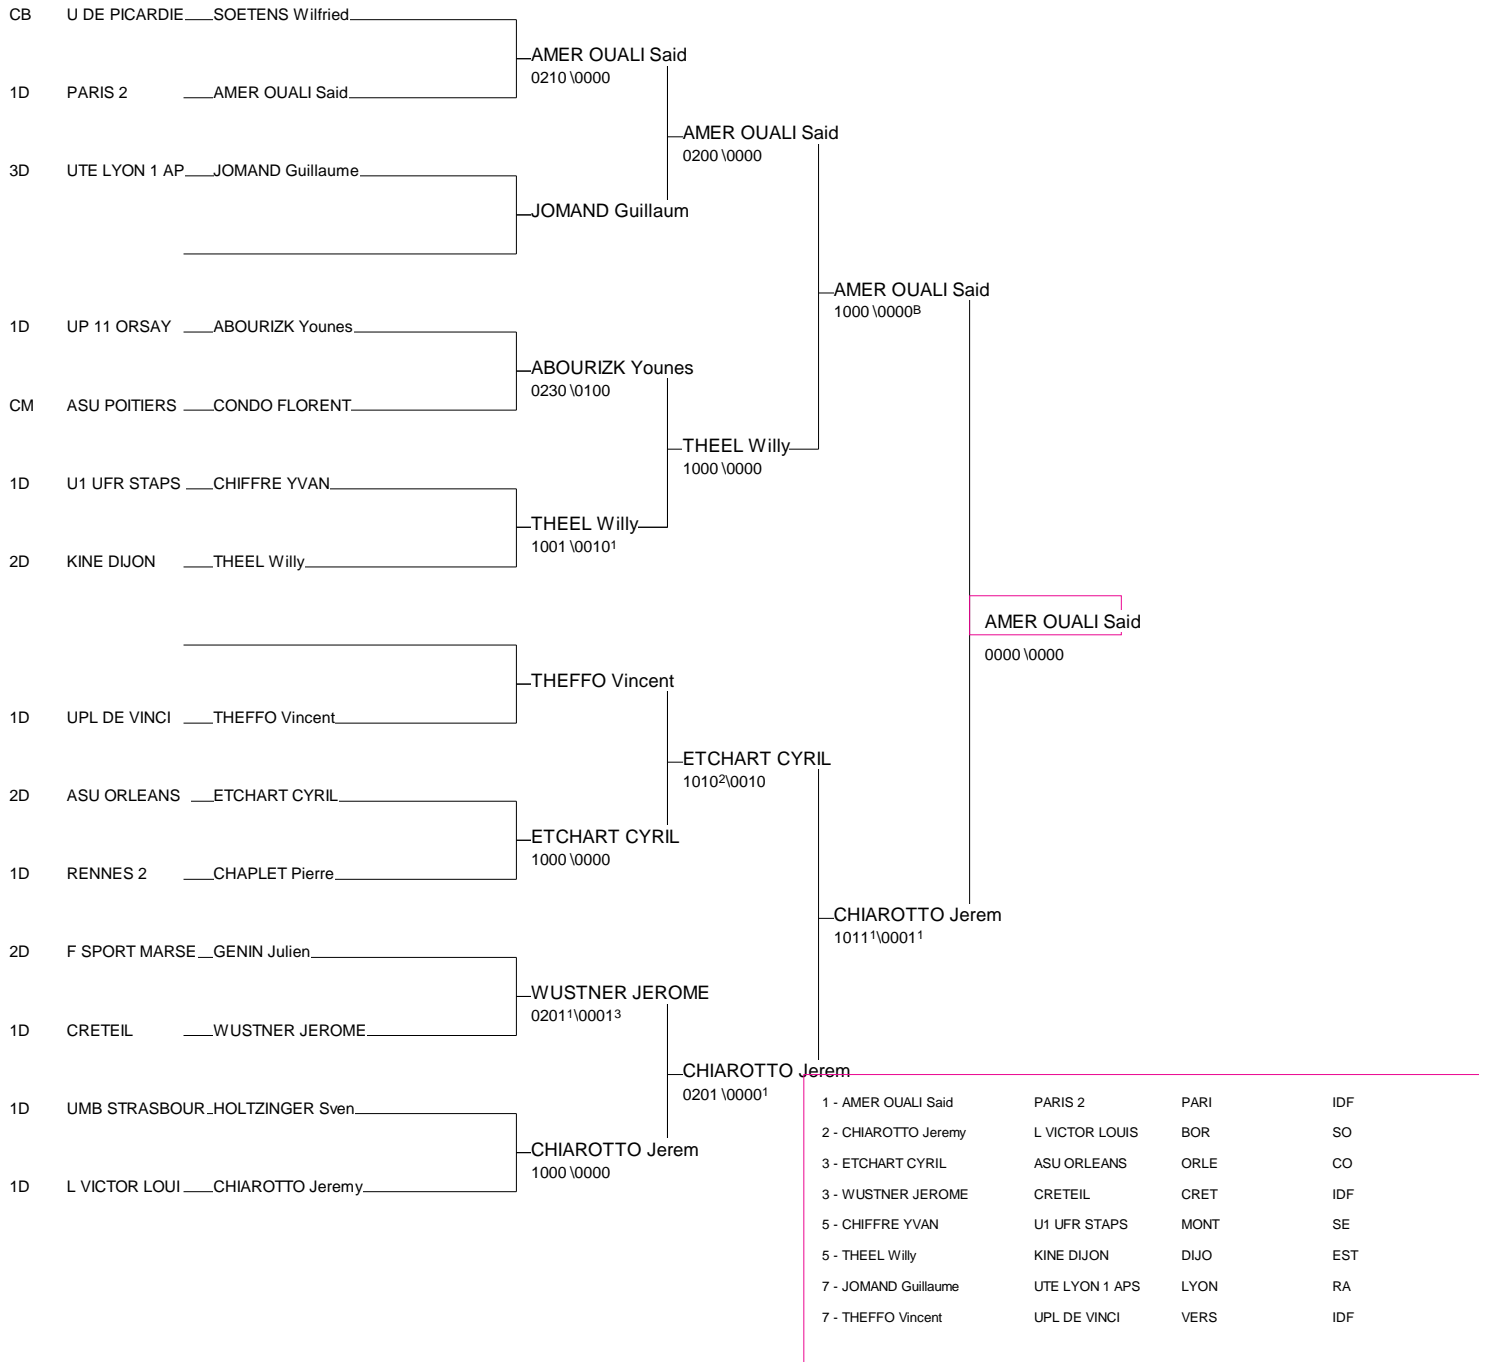 CB U DE PICARDIE SOETENS Wilfried
AMER OUALI Said
0210 \0000
1D PARIS 2 AMER OUALI Said
AMER OUALI Said
0200 \0000
3D UTE LYON 1 AP JOMAND Guillaume
JOMAND Guillaum
AMER OUALI Said
1000 \0000B
1D UP 11 ORSAY ABOURIZK Younes
ABOURIZK Younes
0230 \0100
CM ASU POITIERS CONDO FLORENT
THEEL Willy
1000 \0000
1D U1 UFR STAPS CHIFFRE YVAN
THEEL Willy
1001 \00101
2D KINE DIJON THEEL Willy
AMER OUALI Said
0000 \0000
THEFFO Vincent
1D UPL DE VINCI THEFFO Vincent
ETCHART CYRIL
10102\0010
2D ASU ORLEANS ETCHART CYRIL
ETCHART CYRIL
1000 \0000
1D RENNES 2 CHAPLET Pierre
CHIAROTTO Jerem
10111\00011
2D F SPORT MARSE GENIN Julien
WUSTNER JEROME
02011\00013
1D CRETEIL WUSTNER JEROME
CHIAROTTO Jerem
0201 \00001
1D UMB STRASBOUR HOLTZINGER Sven
CHIAROTTO Jerem
1000 \0000
1D L VICTOR LOUI CHIAROTTO Jeremy
1 - AMER OUALI Said PARIS 2 PARI IDF
2 - CHIAROTTO Jeremy L VICTOR LOUIS BOR SO
3 - ETCHART CYRIL ASU ORLEANS ORLE CO
3 - WUSTNER JEROME CRETEIL CRET IDF
5 - CHIFFRE YVAN U1 UFR STAPS MONT SE
5 - THEEL Willy KINE DIJON DIJO EST
7 - JOMAND Guillaume UTE LYON 1 APS LYON RA
7 - THEFFO Vincent UPL DE VINCI VERS IDF